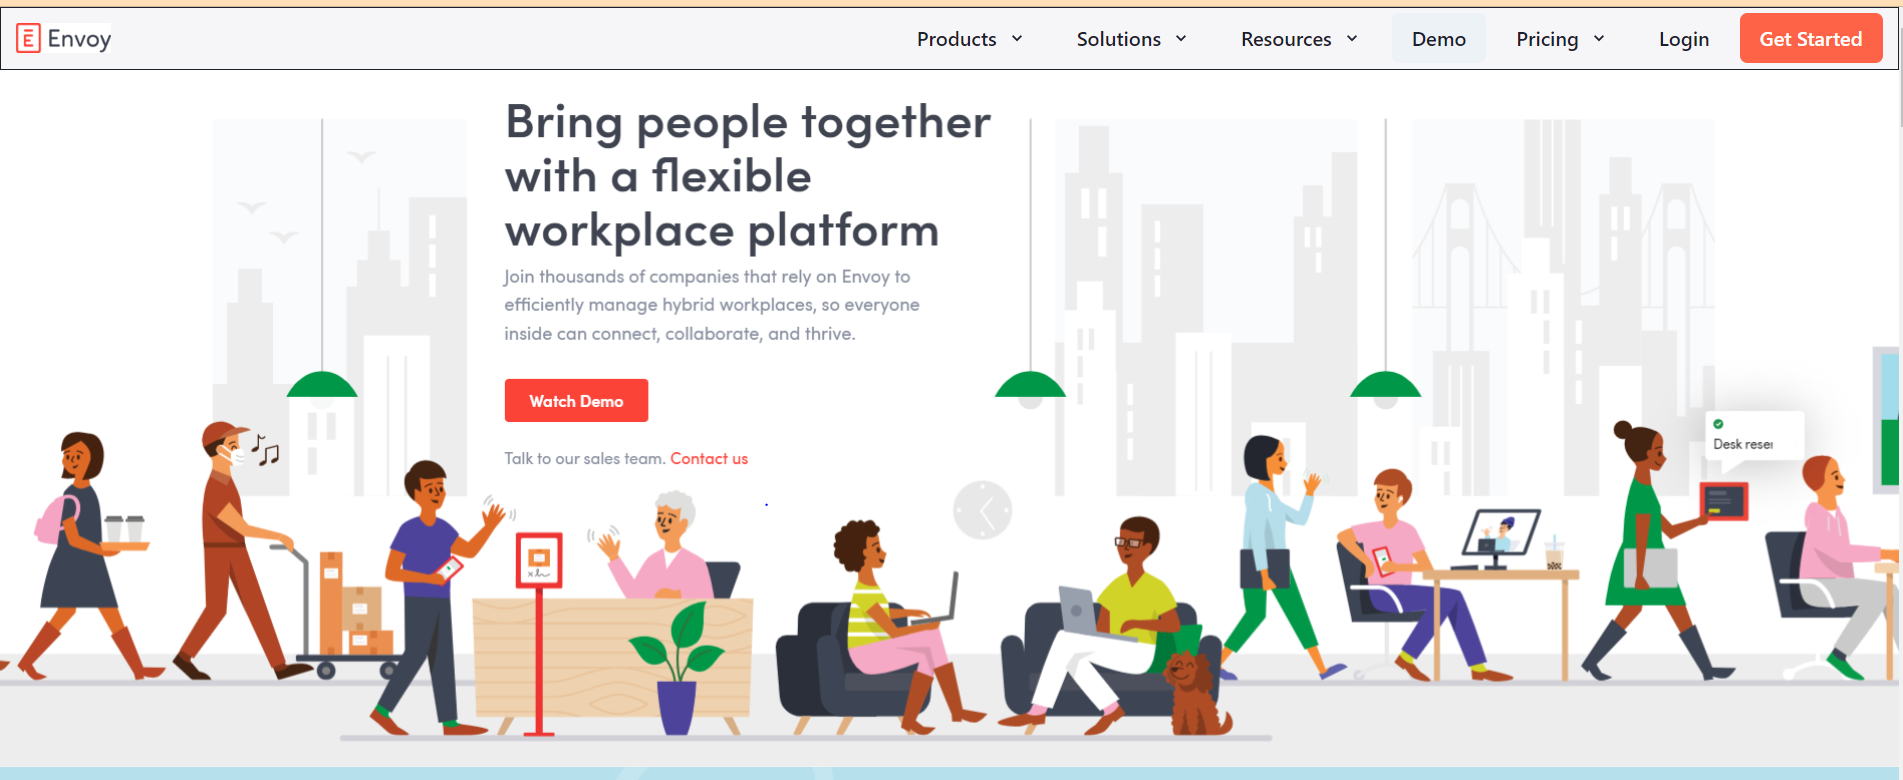 Envoy
Products
Solutions
Resources
Demo
Pricing
Login
Get Started
Bring people together
with a flexible
workplace platform
Join thousands of companies that rely on Envoy to
efficiently manage hybrid workplaces, so everyone
inside can connect, collaborate, and thrive.
Watch Demo
Talk to our sales team. Contact us
Desk reser